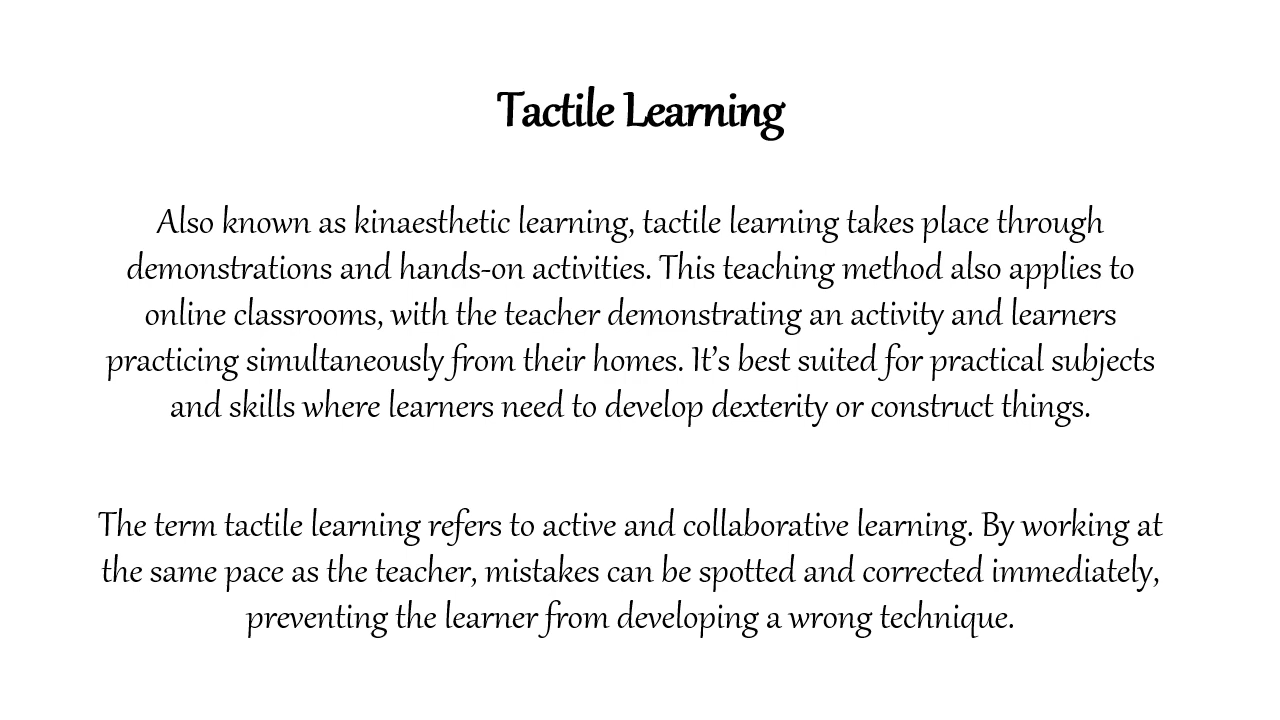 Tactile Learning
Also known as kinaesthetic learning, tactile learning takes place through
demonstrations and hands-on activities. This teaching method also applies to
online classrooms, with the teacher demonstrating an activity and learners
practicing simultaneously from their homes. It’s best suited for practical subjects
and skills where learners need to develop dexterity or construct things.
The term tactile learning refers to active and collaborative learning. By working at
the same pace as the teacher, mistakes can be spotted and corrected immediately,
preventing the learner from developing a wrong technique.